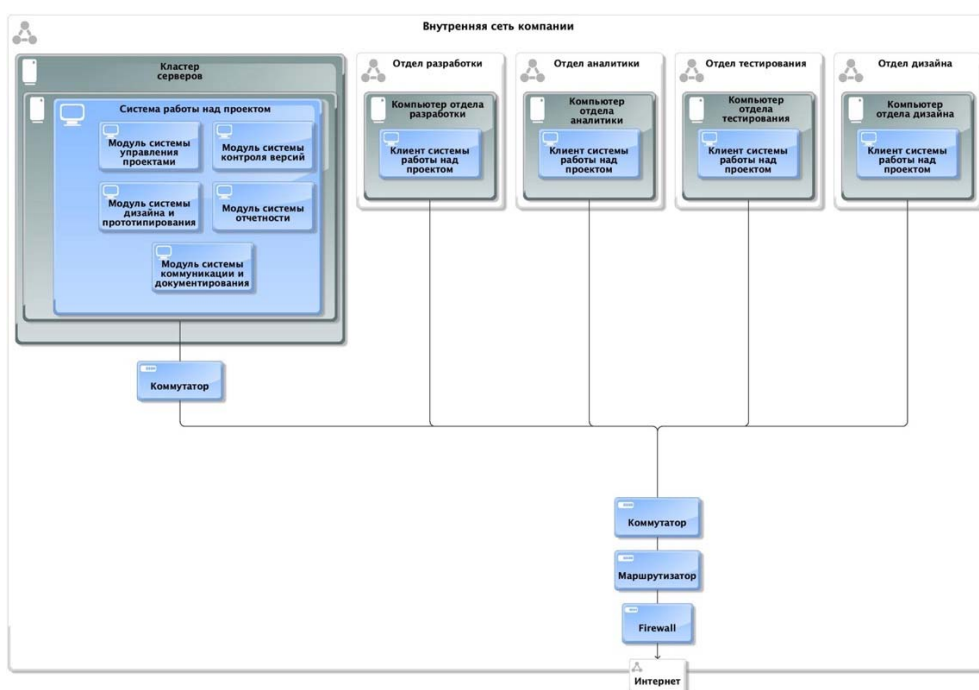 Внутренняя сеть компании
Кластер
серверов
Система работы над проектом
Модуль системы
управления
проектами
Модуль системы
контроля версий
Модуль системы
дизайна и
прототипирования
Модуль системы
отчетности
Модуль системы
коммуникации и
документирования
Отдел разработки
Компьютер отдела
разработки
Клиент системы
работы над
проектом
Отдел аналитики
Компьютер
отдела
аналитики
Клиент системы
работы над
проектом
Отдел тестирования
Компьютер
отдела
тестирования
Клиент системы
работы над
проектом
Отдел дизайна
Компьютер
отдела дизайна
Клиент системы
работы над
проектом
Коммутатор
Коммутатор
Маршрутизатор
Firewall
Интернет